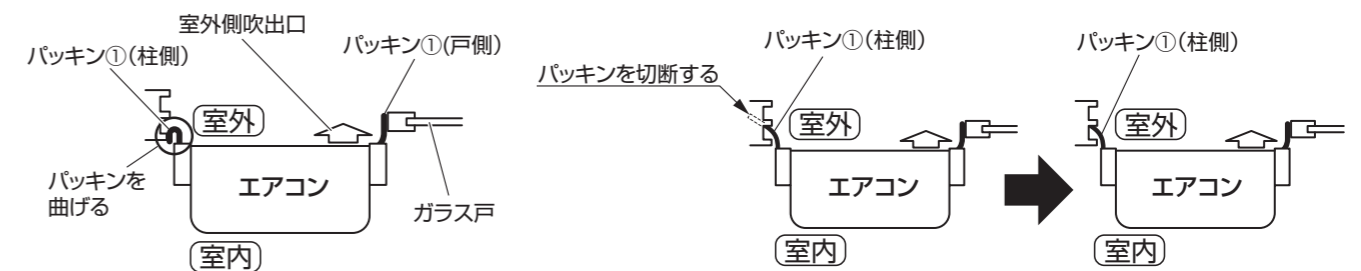 室外側吹出口
パッキン①(柱側)
パッキン①(戸側)
室外
パッキンを
曲げる
エアコン
ガラス戸
室内
パッキン①(柱側)
パッキンを切断する
室外
エアコン
室内
パッキン①(柱側)
室外
エアコン
室内